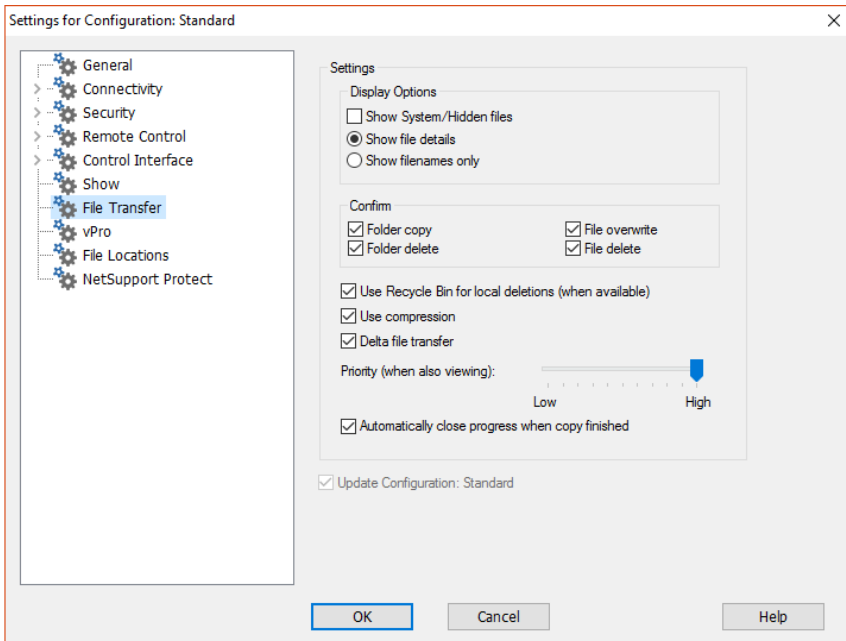 Settings for Configuration: Standard
General
Connectivity
Security
Remote Control
Control Interface
Show
File Transfer
vPro
File Locations
NetSupport Protect
Settings
Display Options
Show System/Hidden files
Show file details
Show filenames only
Confirm
Folder copy
File overwrite
Folder delete
File delete
Use Recycle Bin for local deletions (when available)
Use compression
Delta file transfer
Priority (when also viewing):
Low High
Automatically close progress when copy finished
Update Configuration: Standard
OK Cancel Help